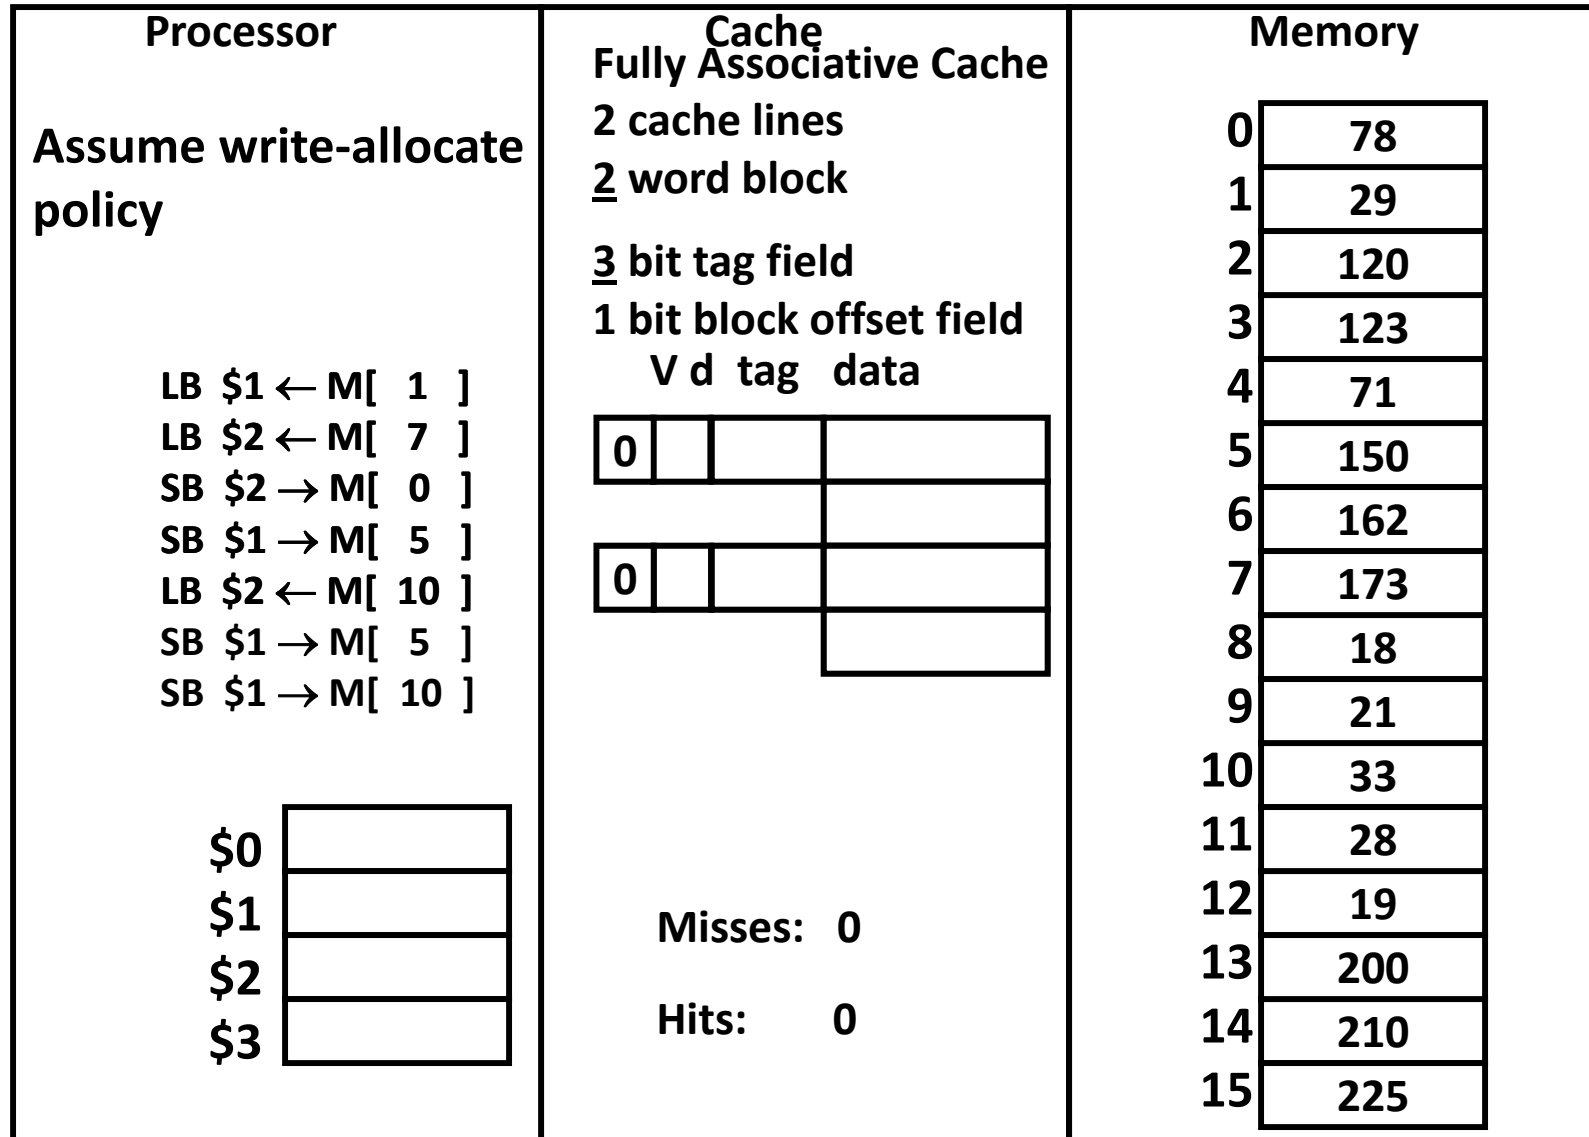 Processor
Assume write-allocate
policy
LB $1 ← M[ 1 ]
LB $2 ← M[ 7 ]
SB $2 → M[ 0 ]
SB $1 → M[ 5 ]
LB $2 ← M[ 10 ]
SB $1 → M[ 5 ]
SB $1 → M[ 10 ]
$0
$1
$2
$3
Cache
Fully Associative Cache
2 cache lines
2 word block
3 bit tag field
1 bit block offset field
V d tag data
0
0
Misses: 0
Hits: 0
Memory
0 78
1 29
2 120
3 123
4 71
5 150
6 162
7 173
8 18
9 21
10 33
11 28
12 19
13 200
14 210
15 225